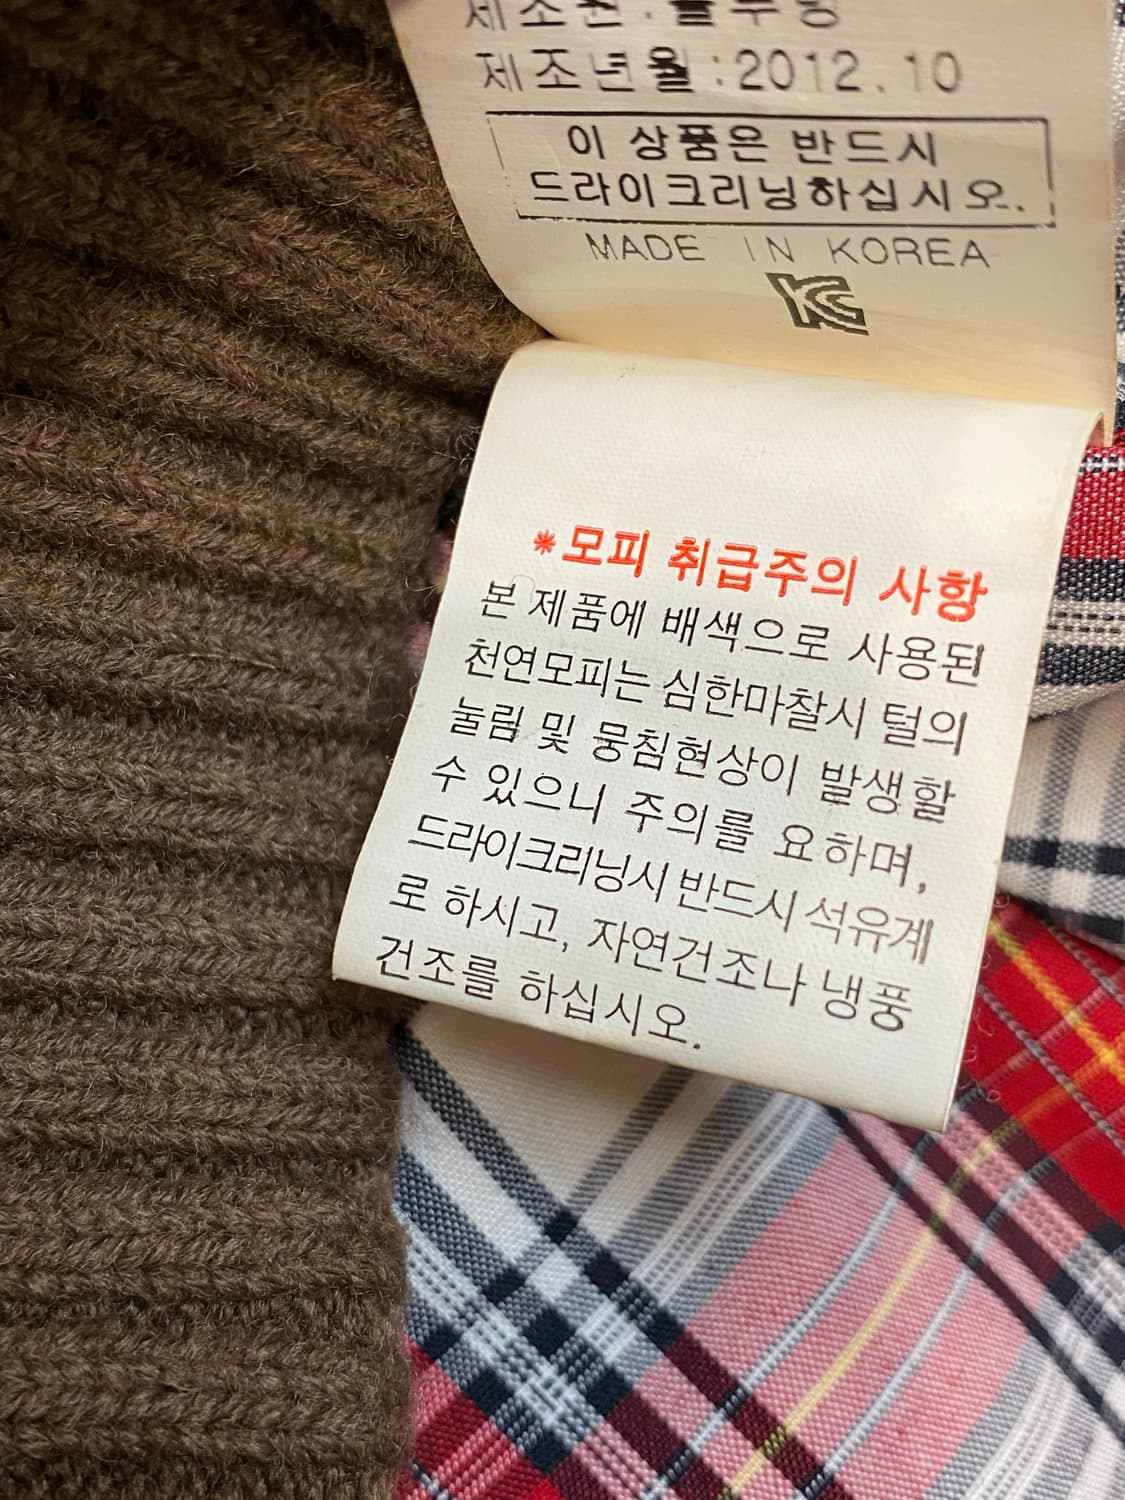 제조원:
제조년월:2012.10
이 상품은 반드시
드라이크리닝하십시오.
MADE IN KOREA
KC
*모피 취급주의 사항
본 제품에 배색으로 사용된
천연모피는 심한마찰시 털의
눌림 및 뭉침현상이 발생할
수 있으니 주의를 요하며,
드라이크리닝시 반드시 석유계
로 하시고, 자연건조나 냉풍
건조를 하십시오.